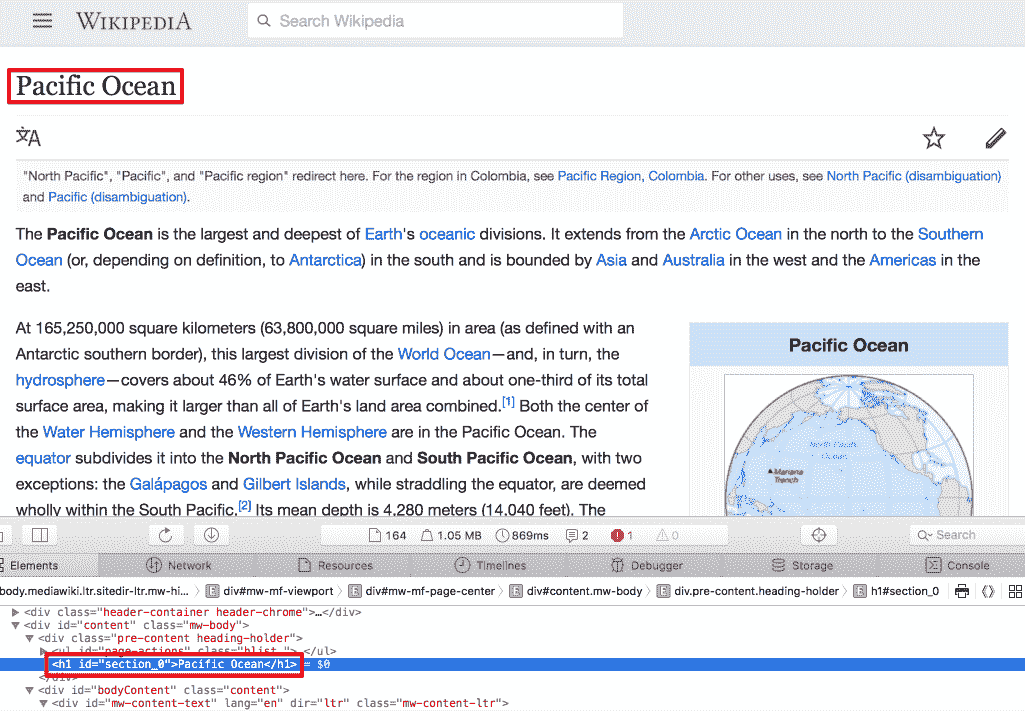 WIKIPEDIA
Search Wikipedia
Pacific Ocean
"North Pacific", "Pacific", and "Pacific region" redirect here. For the region in Colombia, see Pacific Region, Colombia. For other uses, see North Pacific (disambiguation)
and Pacific (disambiguation).
The Pacific Ocean is the largest and deepest of Earth's oceanic divisions. It extends from the Arctic Ocean in the north to the Southern
Ocean (or, depending on definition, to Antarctica) in the south and is bounded by Asia and Australia in the west and the Americas in the
east.
At 165,250,000 square kilometers (63,800,000 square miles) in area (as defined with an
Antarctic southern border), this largest division of the World Ocean—and, in turn, the
hydrosphere—covers about 46% of Earth's water surface and about one-third of its total
surface area, making it larger than all of Earth's land area combined.[1] Both the center of
the Water Hemisphere and the Western Hemisphere are in the Pacific Ocean. The
equator subdivides it into the North Pacific Ocean and South Pacific Ocean, with two
exceptions: the Galápagos and Gilbert Islands, while straddling the equator, are deemed
wholly within the South Pacific.[2] Its mean depth is 4,280 meters (14,040 feet). The
Pacific Ocean
North Pacific
Ocean
Mariana
Trench
164 1.05 MB 869ms 2 1 0 Search
Elements Network Resources Timelines Debugger Storage Console
body.mediawiki.ltr.sitedir-ltr.mw-hi... div#mw-mf-viewport div#mw-mf-page-center div#content.mw-body div.pre-content.heading-holder h1#section_0
<div class="header-container header-chrome">…</div>
<div id="content" class="mw-body">
<div class="pre-content heading-holder">
<ul id="page-actions" class="hlist ">…</ul>
<h1 id="section_0">Pacific Ocean</h1> = $0
</div>
<div id="bodyContent" class="content">
<div id="mw-content-text" lang="en" dir="ltr" class="mw-content-ltr">